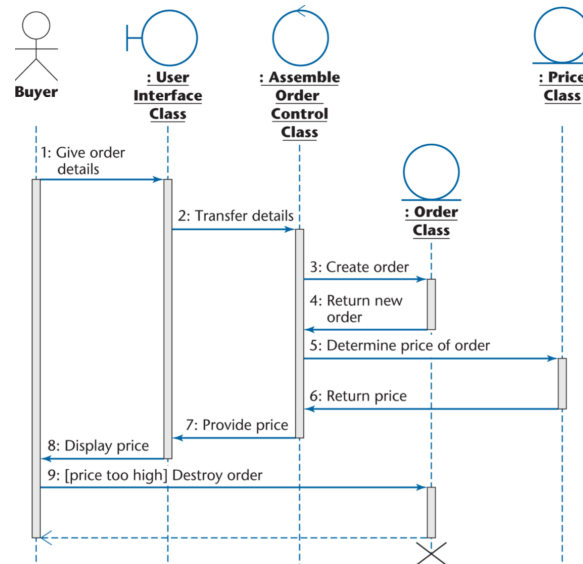 Buyer
: User
Interface
Class
: Assemble
Order
Control
Class
: Price
Class
1: Give order
details
: Order
Class
2: Transfer details
3: Create order
4: Return new
order
5: Determine price of order
6: Return price
7: Provide price
8: Display price
9: [price too high] Destroy order